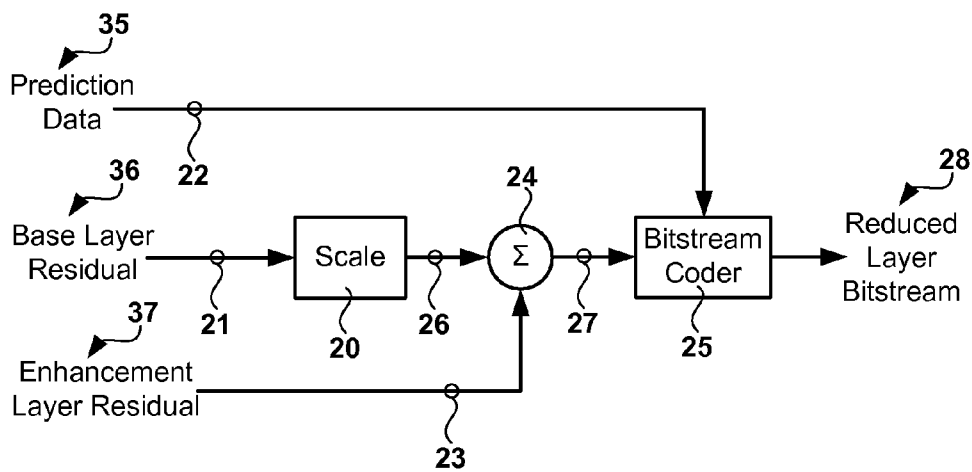 35
Prediction
Data
22
36
Base Layer
Residual
21
Scale
20
26
24
Σ
27
Bitstream
Coder
25
28
Reduced
Layer
Bitstream
37
Enhancement
Layer Residual
23